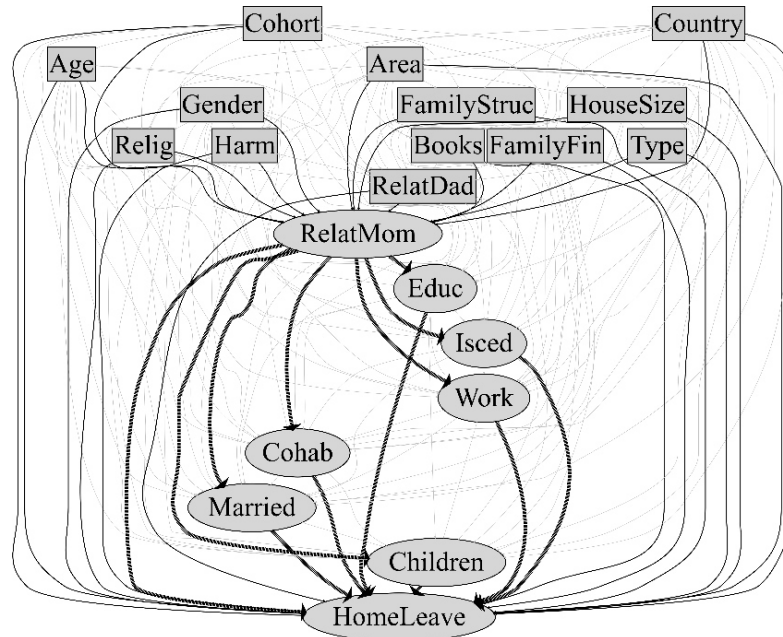 Cohort Country
Age Area
Gender FamilyStruc HouseSize
Relig Harm Books FamilyFin Type
RelatDad
RelatMom
Educ
Isced
Work
Cohab
Married
Children
HomeLeave